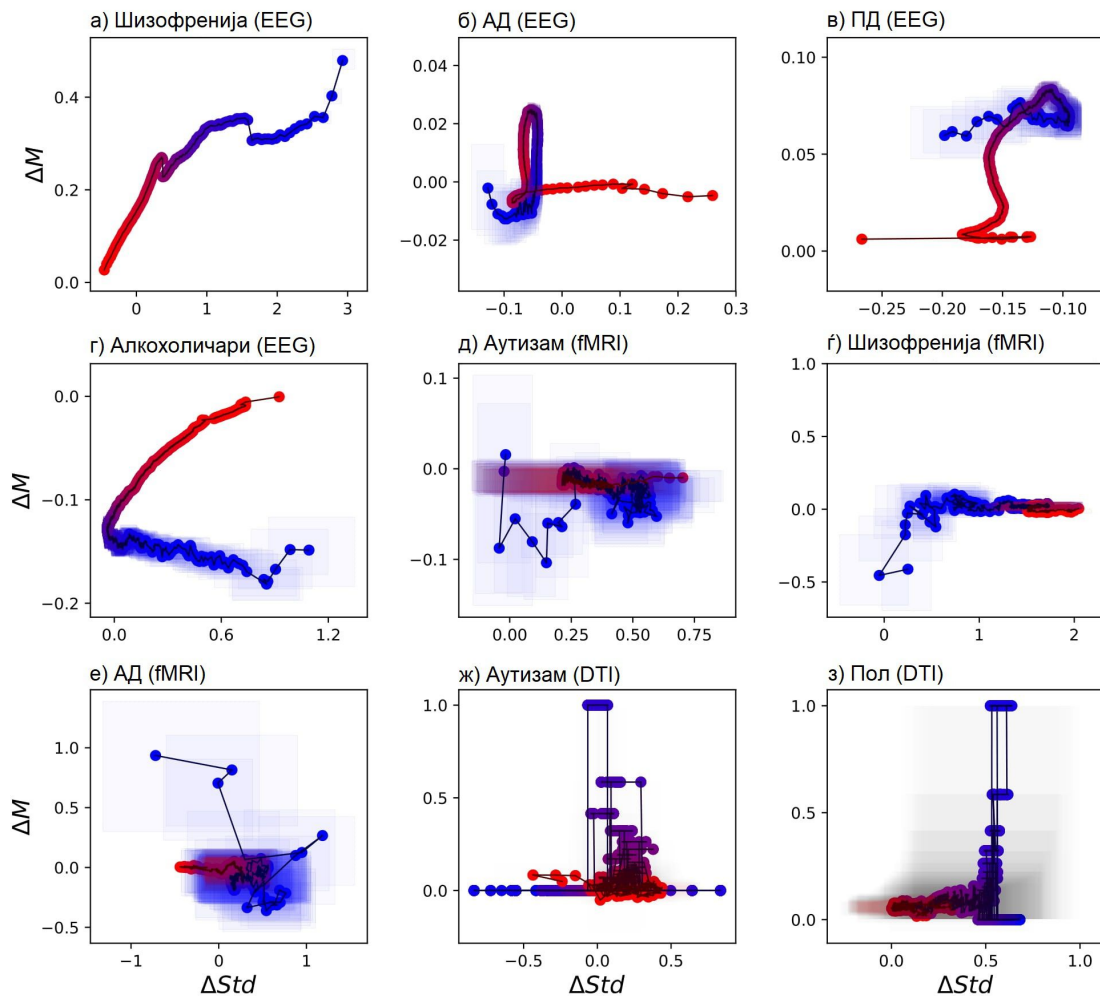 а) Шизофренија (EEG)
б) АД (EEG)
в) ПД (EEG)
ΔM
0.4
0.2
0.0
0 1 2 3
0.04
0.02
0.00
−0.02
−0.1 0.0 0.1 0.2 0.3
0.10
0.05
0.00
−0.25 −0.20 −0.15 −0.10
г) Алкохоличари (EEG)
д) Аутизам (fMRI)
ѓ) Шизофренија (fMRI)
ΔM
0.0
−0.1
−0.2
0.0 0.6 1.2
0.1
0.0
−0.1
0.00 0.25 0.50 0.75
1.0
0.5
0.0
−0.5
0 1 2
е) АД (fMRI)
ж) Аутизам (DTI)
з) Пол (DTI)
ΔM
1.0
0.5
0.0
−0.5
−1 0 1
ΔStd
1.0
0.5
0.0
−0.5 0.0 0.5
ΔStd
1.0
0.5
0.0
0.0 0.5 1.0
ΔStd